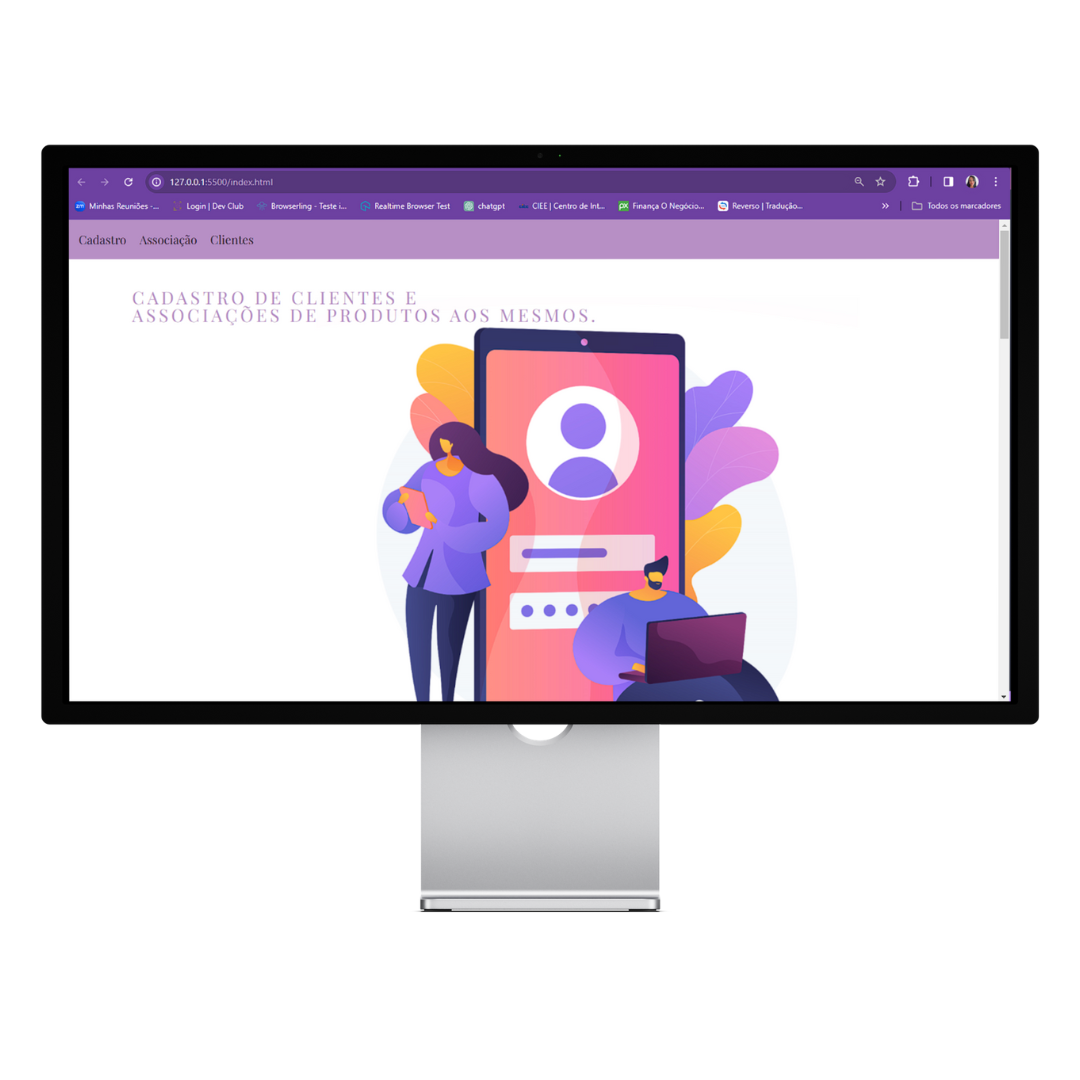 127.0.0.1:5500/index.html
Minhas Reuniões -... Login | Dev Club Browserling - Teste i... Realtime Browser Test chatgpt CIEE | Centro de Int... PX Finança O Negócio... Reverso | Tradução... » Todos os marcadores
Cadastro Associação Clientes
CADASTRO DE CLIENTES E
ASSOCIAÇÕES DE PRODUTOS AOS MESMOS.